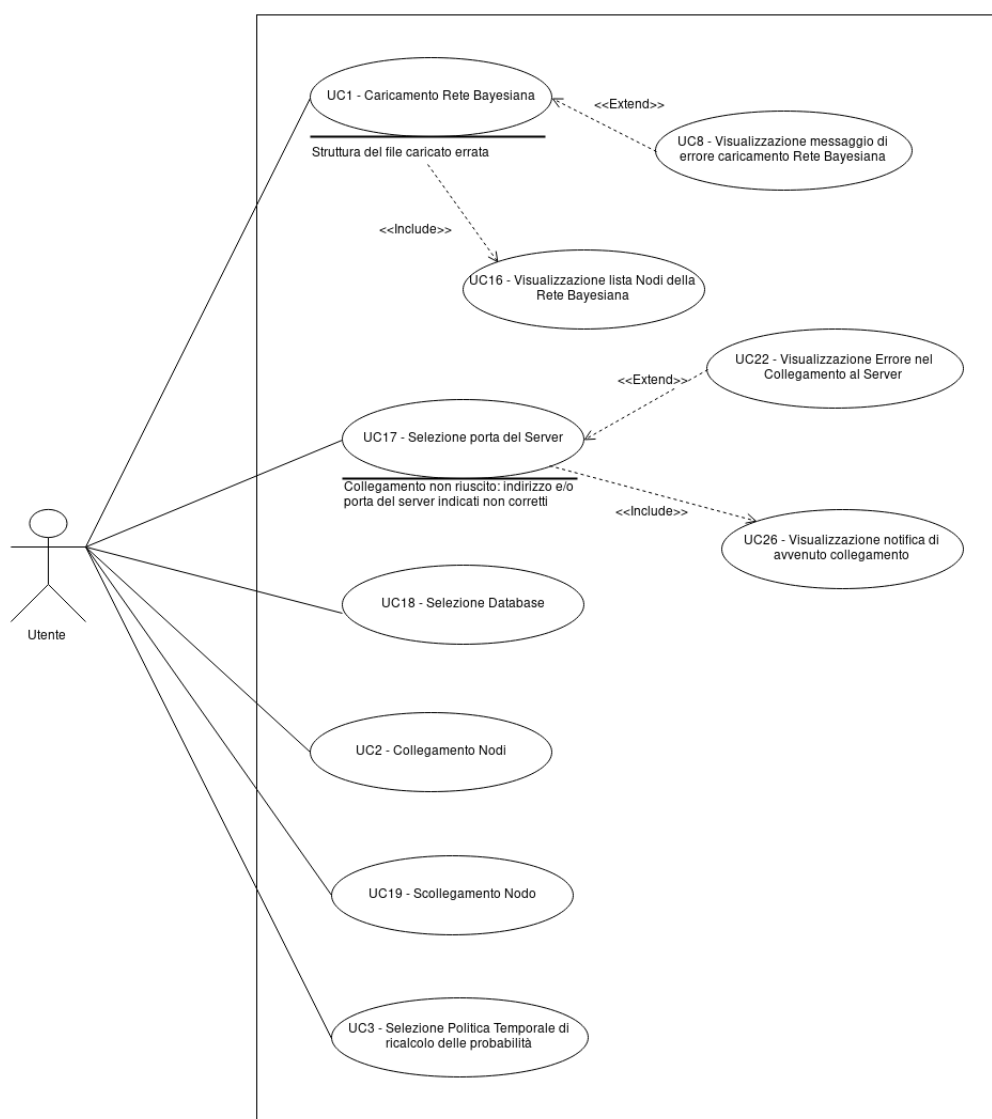 UC1 - Caricamento Rete Bayesiana
<<Extend>>
Struttura del file caricato errata
UC8 - Visualizzazione messaggio di
errore caricamento Rete Bayesiana
<<Include>>
UC16 - Visualizzazione lista Nodi della
Rete Bayesiana
UC22 - Visualizzazione Errore nel
Collegamento al Server
<<Extend>>
UC17 - Selezione porta del Server
Collegamento non riuscito: indirizzo e/o
porta del server indicati non corretti
<<Include>>
UC26 - Visualizzazione notifica di
avvenuto collegamento
UC18 - Selezione Database
Utente
UC2 - Collegamento Nodi
UC19 - Scollegamento Nodo
UC3 - Selezione Politica Temporale di
ricalcolo delle probabilità